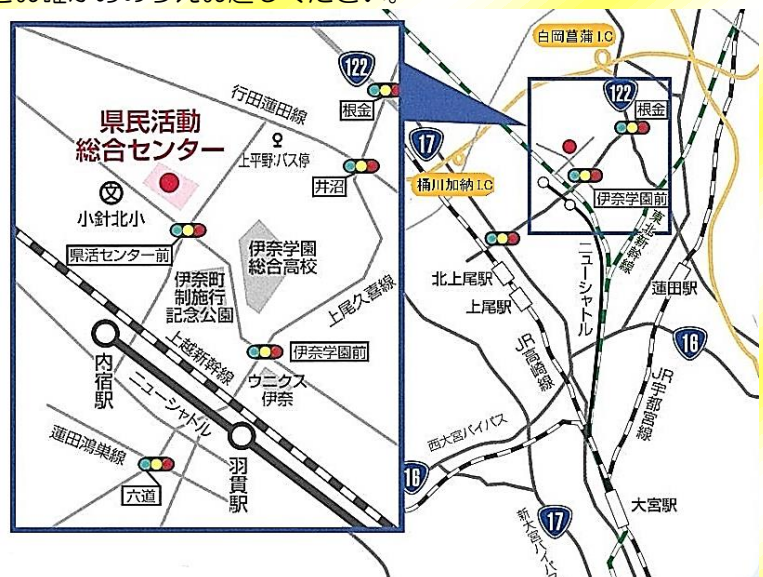 122
根金
行田蓮田線
県民活動
総合センター
上平野バス停
井沼
文
小針北小
県活センター前
伊奈学園
総合高校
伊奈町
制施行
記念公園
上尾久喜線
伊奈学園前
上越新幹線
ウニクス
伊奈
内宿駅
ニューシャトル
羽貫駅
蓮田鴻巣線
六道
白岡菖蒲I.C
122
17
根金
桶川加納I.C
伊奈学園前
東北新幹線
ニューシャトル
北上尾駅
上尾駅
蓮田駅
16
JR高崎線
JR宇都宮線
西大宮バイパス
16
大宮駅
17
新大宮バイパス